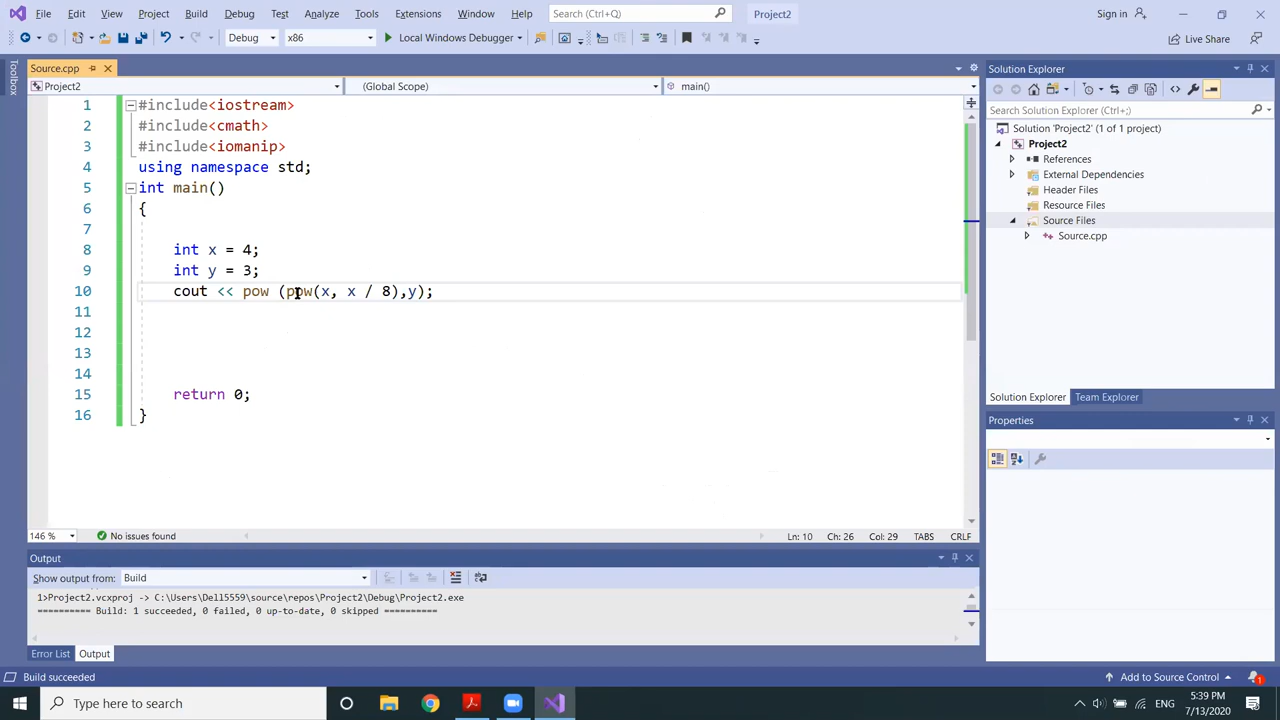 File Edit View Project Build Debug Test Analyze Tools Extensions Window Help Search (Ctrl+Q) Project2 Sign in
Debug x86 Local Windows Debugger Live Share
Toolbox
Source.cpp
Project2 (Global Scope) main()
1 #include<iostream>
2 #include<cmath>
3 #include<iomanip>
4 using namespace std;
5 int main()
6 {
7
8 int x = 4;
9 int y = 3;
10 cout << pow (pow(x, x / 8),y);
11
12
13
14
15 return 0;
16 }
146 % No issues found Ln: 10 Ch: 26 Col: 29 TABS CRLF
Output
Show output from: Build
1>Project2.vcxproj -> C:\Users\Dell5559\source\repos\Project2\Debug\Project2.exe
========== Build: 1 succeeded, 0 failed, 0 up-to-date, 0 skipped ==========
Error List Output
Solution Explorer
Search Solution Explorer (Ctrl+;)
Solution 'Project2' (1 of 1 project)
Project2
References
External Dependencies
Header Files
Resource Files
Source Files
Source.cpp
Solution Explorer Team Explorer
Properties
Build succeeded Add to Source Control 1
Type here to search ENG 5:39 PM 7/13/2020 3